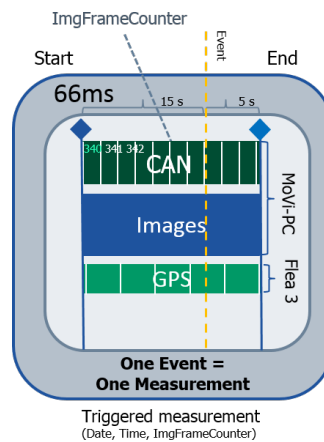 ImgFrameCounter
Event
Start
End
66ms
15 s
5 s
340 341 342
CAN
Images
GPS
MoVi-PC
Flea 3
One Event =
One Measurement
Triggered measurement
(Date, Time, ImgFrameCounter)